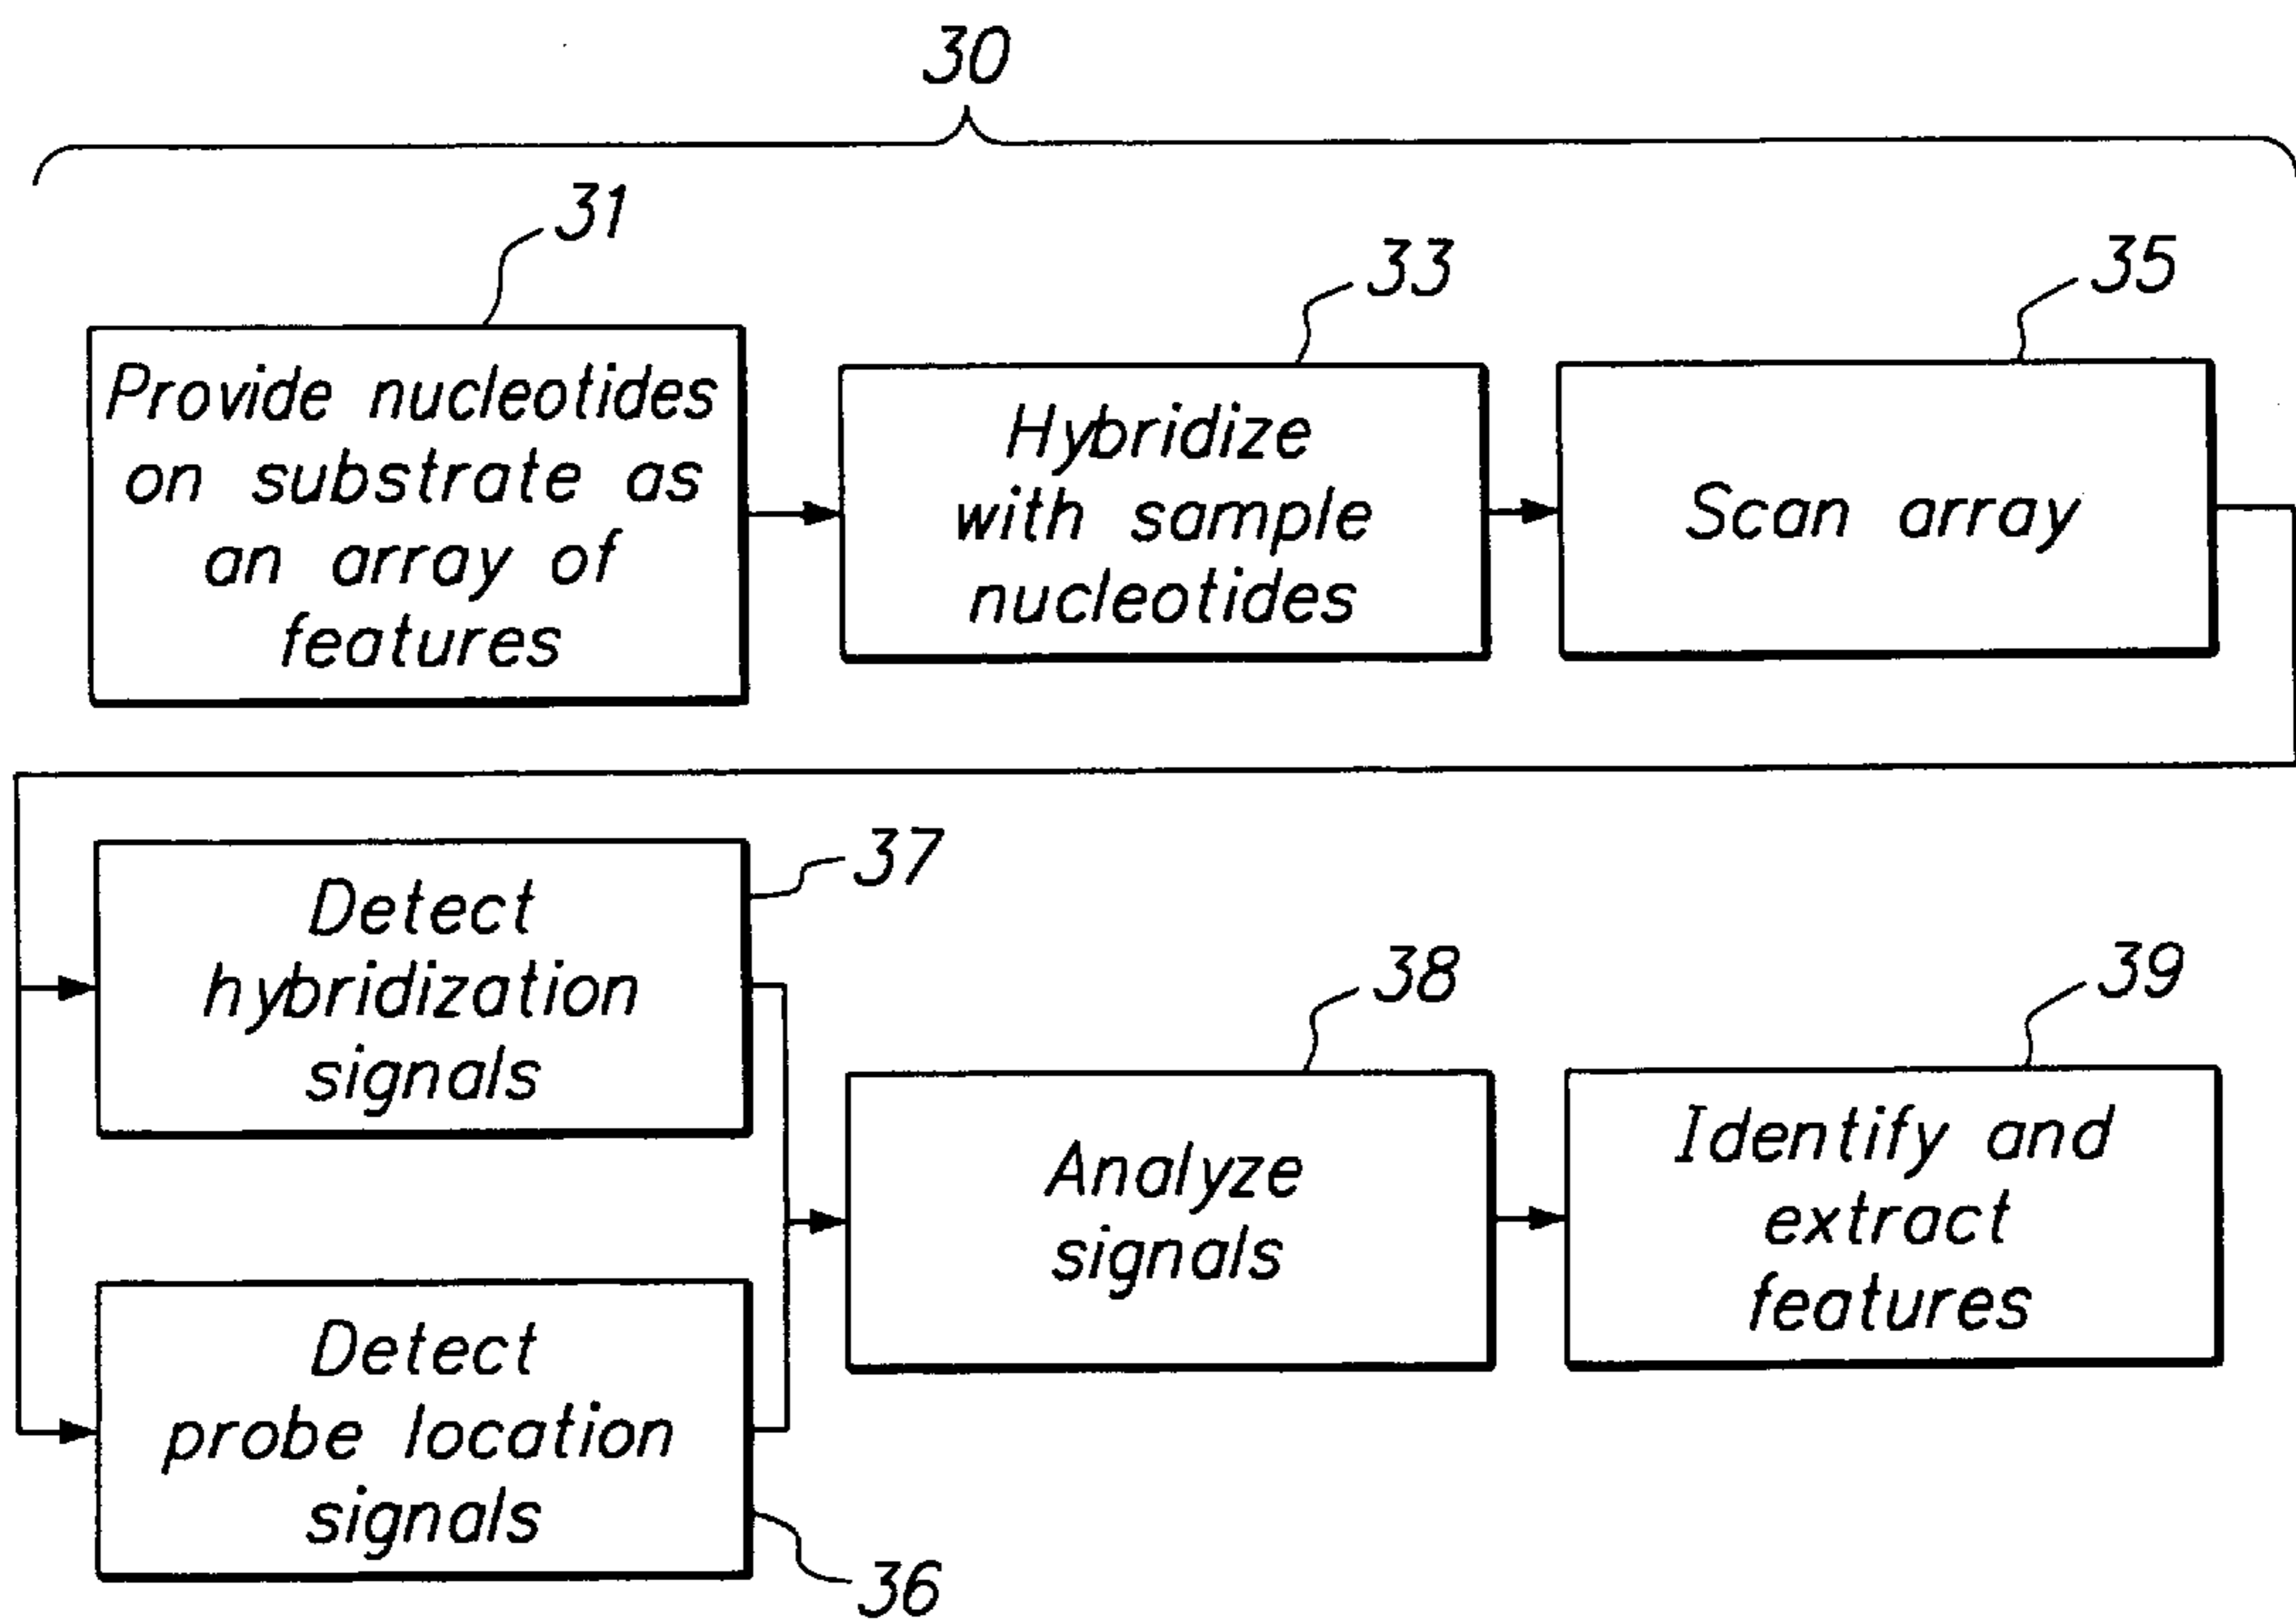 30
31
Provide nucleotides
on substrate as
an array of
features
33
Hybridize
with sample
nucleotides
35
Scan array
37
Detect
hybridization
signals
38
Analyze
signals
39
Identify and
extract
features
Detect
probe location
signals
36